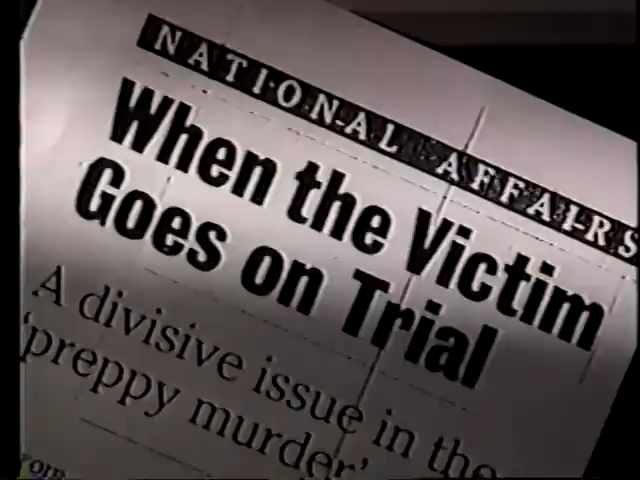 NATIONAL AFFAIRS
When the Victim
Goes on Trial
A divisive issue in the
'preppy murder'